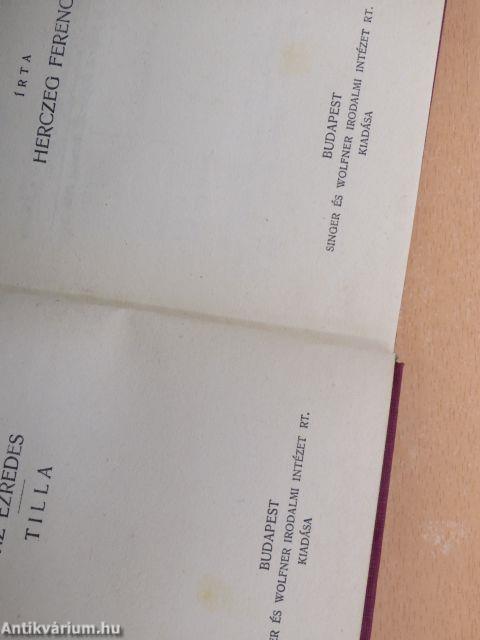 ÍRTA
HERCZEG FERENC
BUDAPEST
SINGER ÉS WOLFNER IRODALMI INTÉZET RT.
KIADÁSA
EZREDES
TILLA
BUDAPEST
ÉS WOLFNER IRODALMI INTÉZET RT.
KIADÁSA
Antikvárium.hu